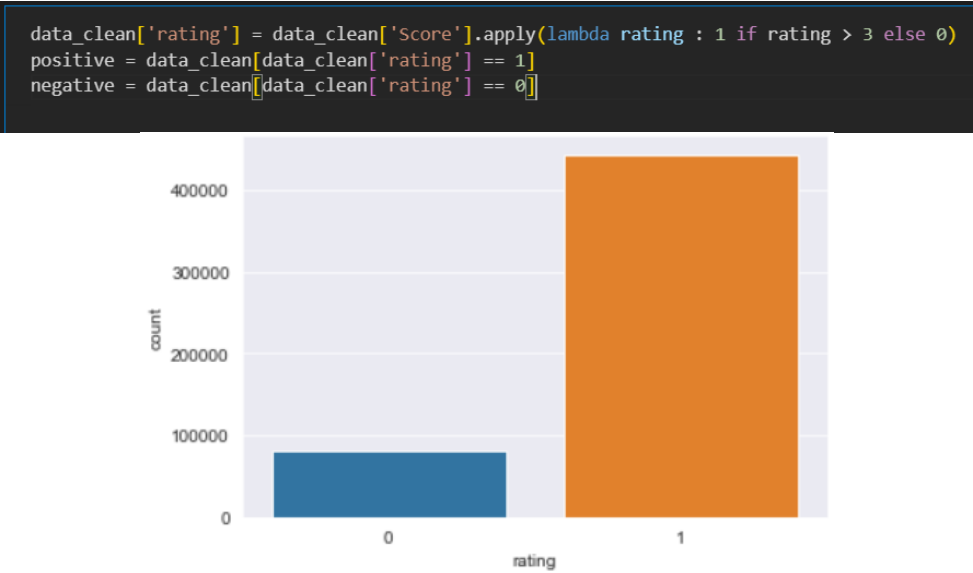 data_clean['rating'] = data_clean['Score'].apply(lambda rating : 1 if rating > 3 else 0)
positive = data_clean[data_clean['rating'] == 1]
negative = data_clean[data_clean['rating'] == 0]
400000
300000
200000
100000
0
count
0
1
rating